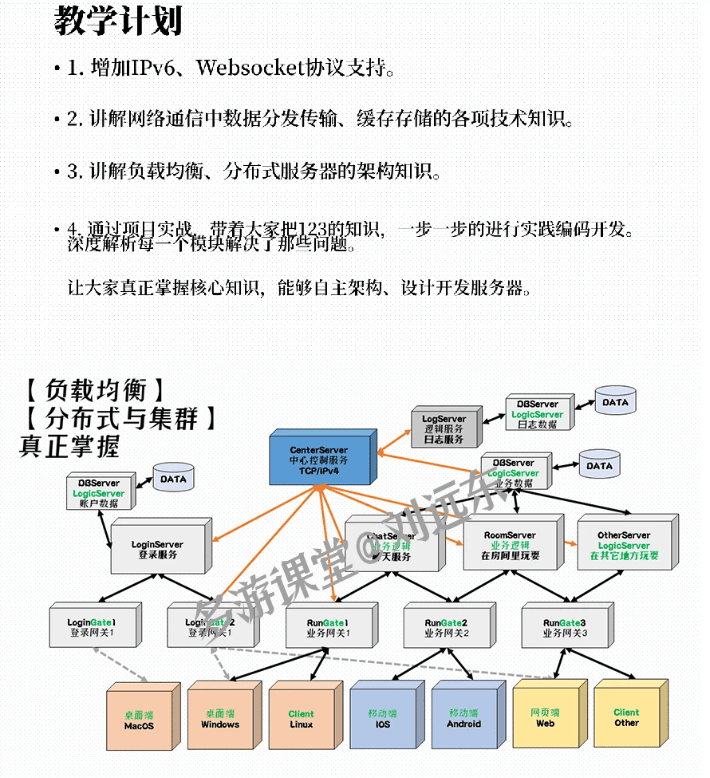 教学计划
• 1. 增加IPv6、Websocket协议支持。
• 2. 讲解网络通信中数据分发传输、缓存存储的各项技术知识。
• 3. 讲解负载均衡、分布式服务器的架构知识。
• 4. 通过项目实战，带着大家把123的知识，一步一步的进行实践编码开发。
深度解析每一个模块解决了那些问题。
让大家真正掌握核心知识，能够自主架构、设计开发服务器。
【负载均衡】
【分布式与集群】
真正掌握
CenterServer
中心控制服务
TCP/IPv4
LogServer
逻辑服务
日志服务
DBServer
LogicServer
日志数据
DATA
DBServer
LogicServer
业务数据
DATA
DBServer
LogicServer
账户数据
DATA
LoginServer
登录服务
ChatServer
业务逻辑
聊天服务
RoomServer
业务逻辑
在房间里玩耍
OtherServer
LogicServer
在其它地方玩耍
LoginGate1
登录网关1
LoginGate2
登录网关1
RunGate1
业务网关1
RunGate2
业务网关2
RunGate3
业务网关3
桌面端
MacOS
桌面端
Windows
Client
Linux
移动端
IOS
移动端
Android
网页端
Web
Client
Other
多游课堂@刘远东